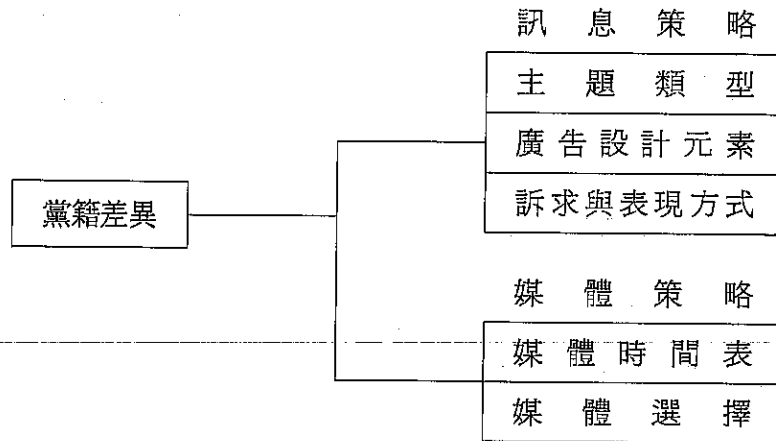 訊息策略
主題類型
廣告設計元素
訴求與表現方式
黨籍差異
媒體策略
媒體時間表
媒體選擇